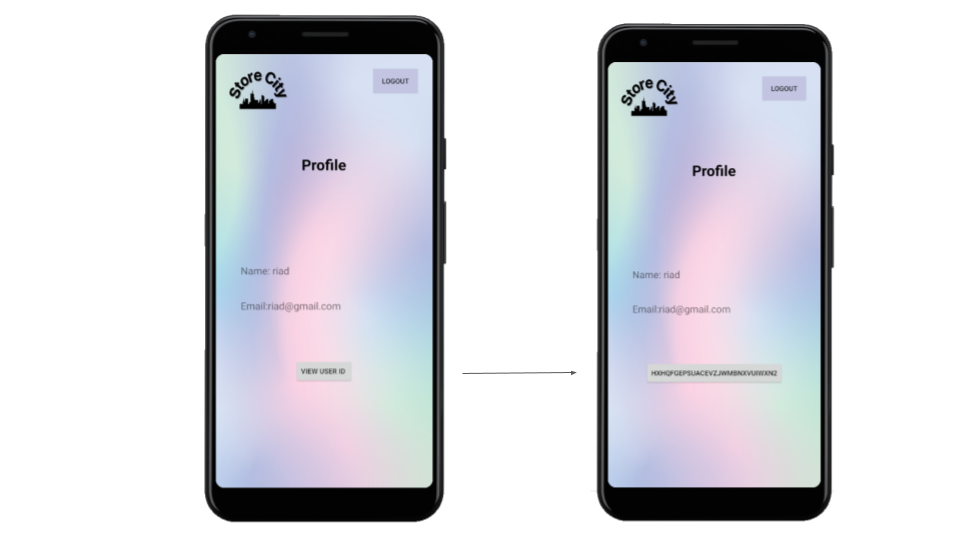 Store City
LOGOUT
Profile
Name: riad
Email:riad@gmail.com
VIEW USER ID
Store City
LOGOUT
Profile
Name: riad
Email:riad@gmail.com
HXHQFGEPSUACEVZJWMBNXVUIWXN2